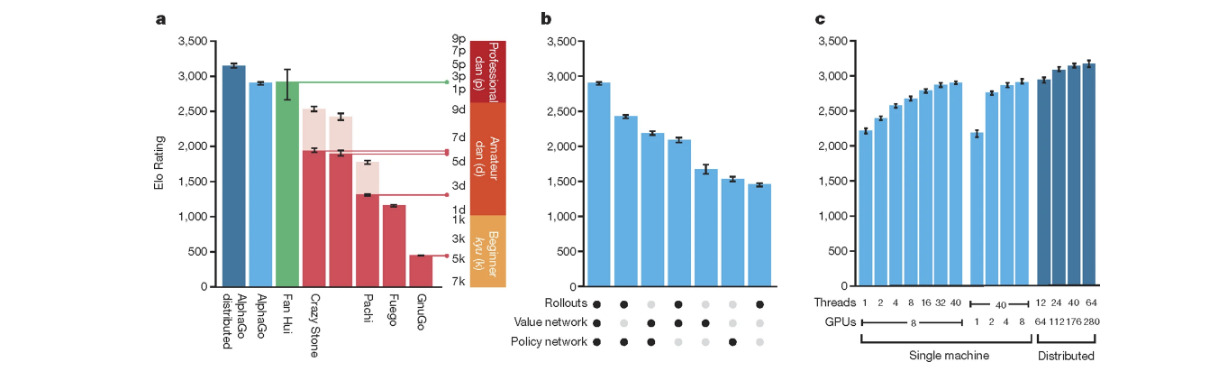 a
3,500
3,000
2,500
2,000
1,500
1,000
500
0
Elo Rating
AlphaGo distributed
AlphaGo
Fan Hui
Crazy Stone
Pachi
Fuego
GnuGo
9p
7p
5p
3p
1p
9d
7d
5d
3d
1d
1k
3k
5k
7k
Professional
dan (p)
Amateur
dan (d)
Beginner
kyu (k)
b
3,500
3,000
2,500
2,000
1,500
1,000
500
0
Rollouts
Value network
Policy network
c
3,500
3,000
2,500
2,000
1,500
1,000
500
0
Threads 1 2 4 8 16 32 40 40 12 24 40 64
GPUs 8 1 2 4 8 64 112 176 280
Single machine Distributed